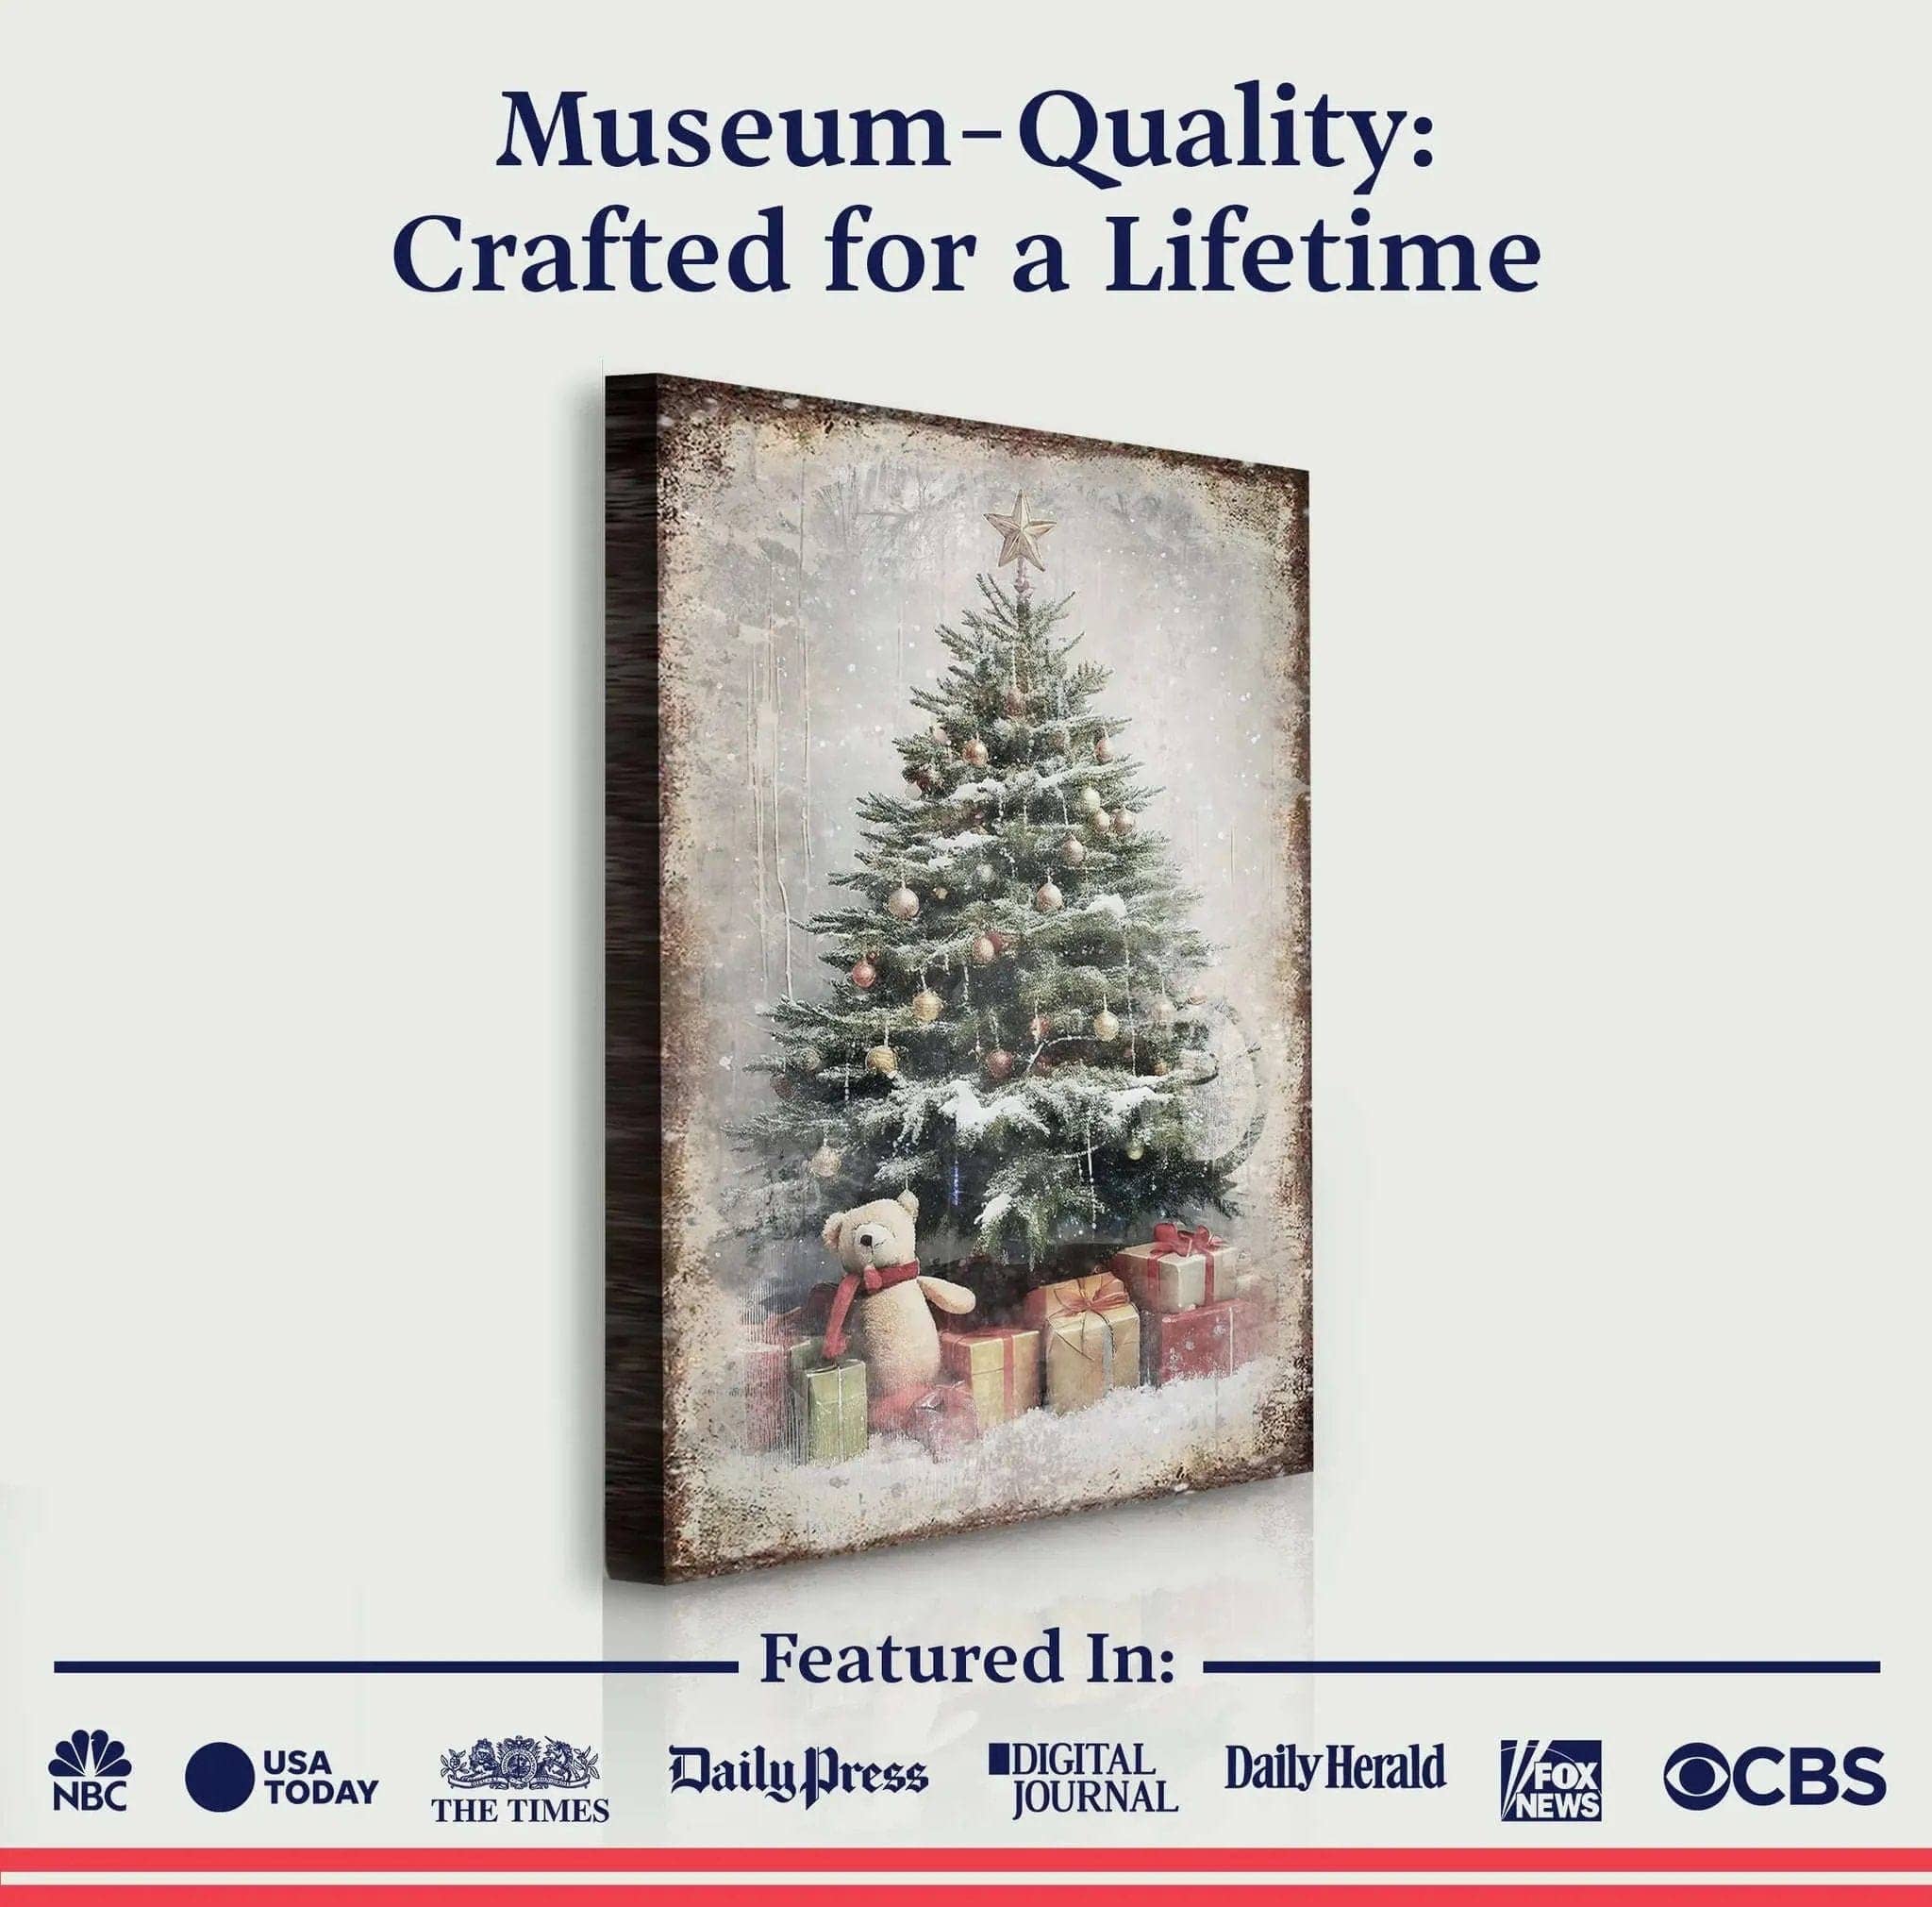 Museum-Quality:
Crafted for a Lifetime
Featured In:
NBC
USA TODAY
THE TIMES
Daily Press
DIGITAL JOURNAL
Daily Herald
FOX NEWS
CBS